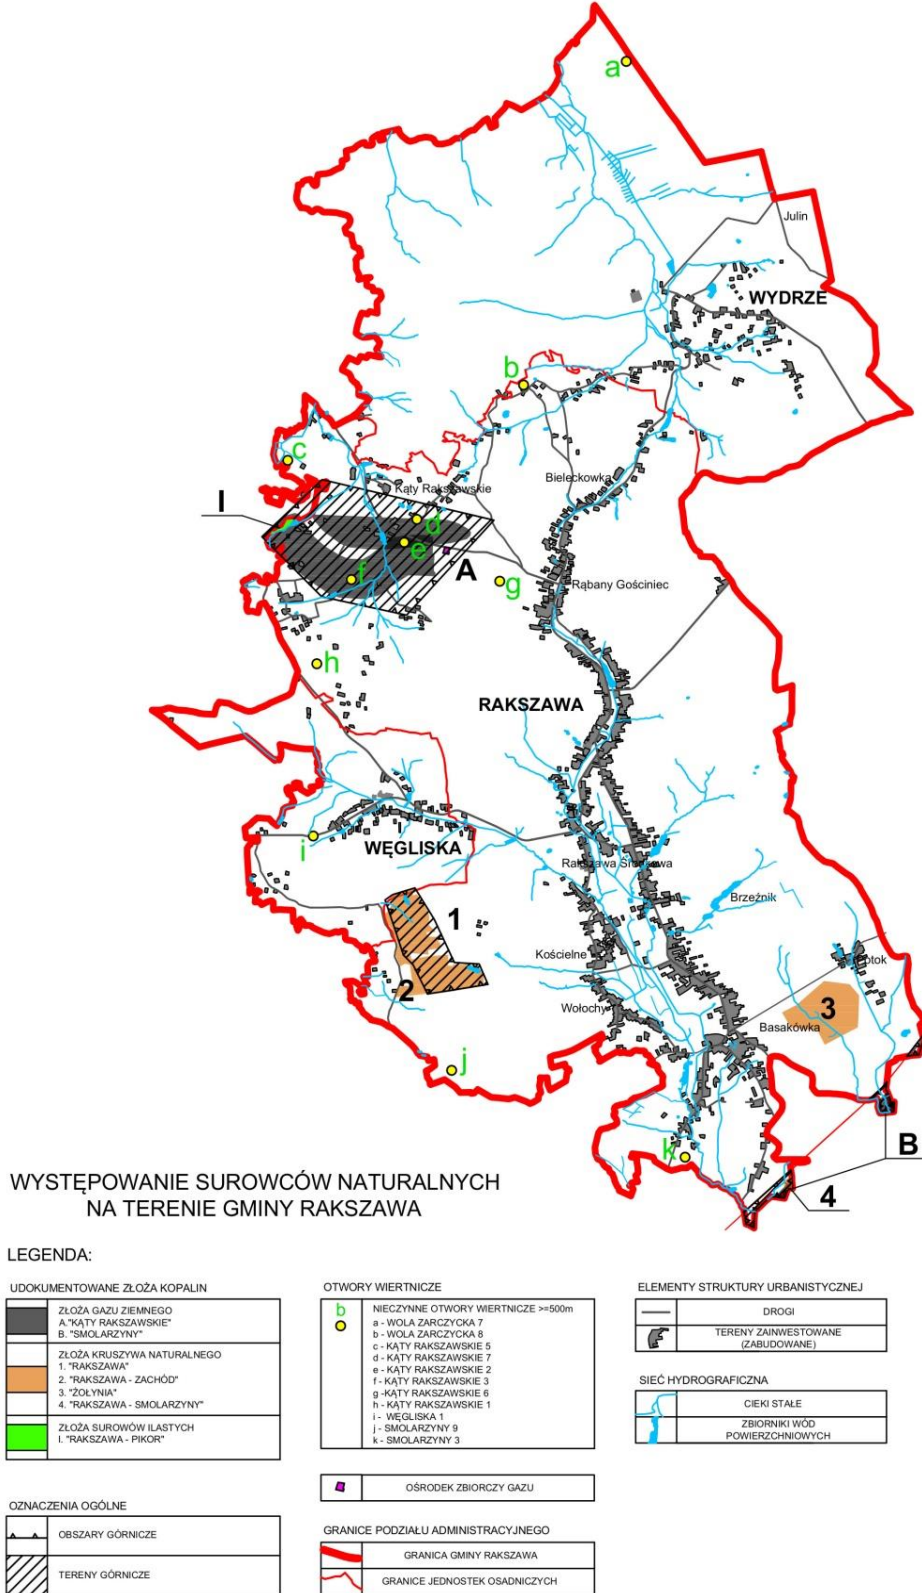 a
Julin
WYDRZE
b
Bieleckowka
c
Kąty Rakszawskie
I
d
e
A
f
g
Rąbany Gościniec
h
RAKSZAWA
i
WĘGLISKA
Rakszawa Środkowa
Brzeźnik
1
Kościelne
Potok
2
3
Wołochy
Basakówka
j
k
B
4
WYSTĘPOWANIE SUROWCÓW NATURALNYCH
NA TERENIE GMINY RAKSZAWA
LEGENDA:
UDOKUMENTOWANE ZŁOŻA KOPALIN
ZŁOŻA GAZU ZIEMNEGO
A."KĄTY RAKSZAWSKIE"
B. "SMOLARZYNY"
ZŁOŻA KRUSZYWA NATURALNEGO
1. "RAKSZAWA"
2. "RAKSZAWA - ZACHÓD"
3. "ŻOŁYNIA"
4. "RAKSZAWA - SMOLARZYNY"
ZŁOŻA SUROWÓW ILASTYCH
I. "RAKSZAWA - PIKOR"
OZNACZENIA OGÓLNE
OBSZARY GÓRNICZE
TERENY GÓRNICZE
OTWORY WIERTNICZE
b
NIECZYNNE OTWORY WIERTNICZE >=500m
a - WOLA ZARCZYCKA 7
b - WOLA ZARCZYCKA 8
c - KĄTY RAKSZAWSKIE 5
d - KĄTY RAKSZAWSKIE 7
e - KĄTY RAKSZAWSKIE 2
f - KĄTY RAKSZAWSKIE 3
g - KĄTY RAKSZAWSKIE 6
h - KĄTY RAKSZAWSKIE 1
i - WĘGLISKA 1
j - SMOLARZYNY 9
k - SMOLARZYNY 3
OŚRODEK ZBIORCZY GAZU
GRANICE PODZIAŁU ADMINISTRACYJNEGO
GRANICA GMINY RAKSZAWA
GRANICE JEDNOSTEK OSADNICZYCH
ELEMENTY STRUKTURY URBANISTYCZNEJ
DROGI
TERENY ZAINWESTOWANE
(ZABUDOWANE)
SIEĆ HYDROGRAFICZNA
CIEKI STAŁE
ZBIORNIKI WÓD
POWIERZCHNIOWYCH